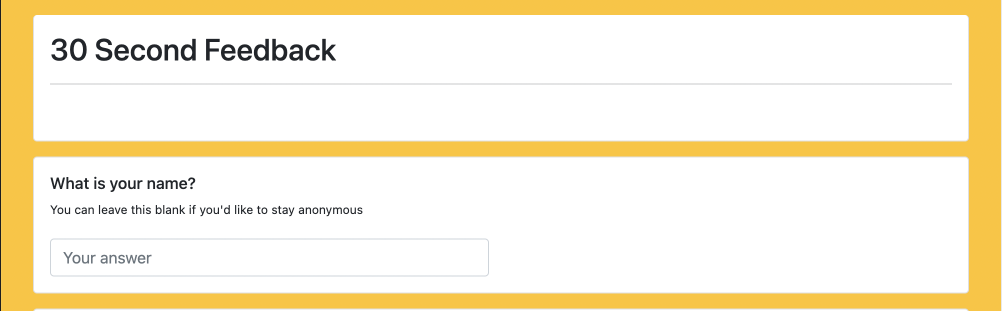 30 Second Feedback
What is your name?
You can leave this blank if you'd like to stay anonymous
Your answer